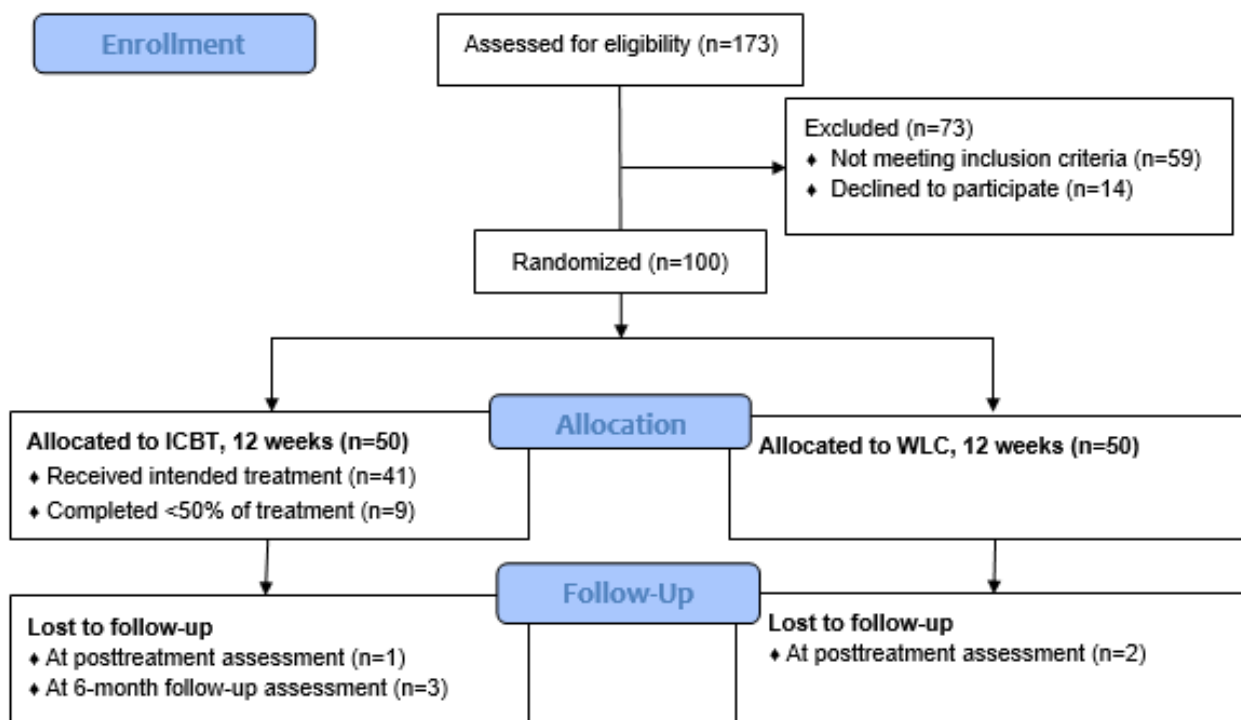 Enrollment
Assessed for eligibility (n=173)
Excluded (n=73)
♦ Not meeting inclusion criteria (n=59)
♦ Declined to participate (n=14)
Randomized (n=100)
Allocation
Allocated to ICBT, 12 weeks (n=50)
♦ Received intended treatment (n=41)
♦ Completed <50% of treatment (n=9)
Allocated to WLC, 12 weeks (n=50)
Follow-Up
Lost to follow-up
♦ At posttreatment assessment (n=1)
♦ At 6-month follow-up assessment (n=3)
Lost to follow-up
♦ At posttreatment assessment (n=2)